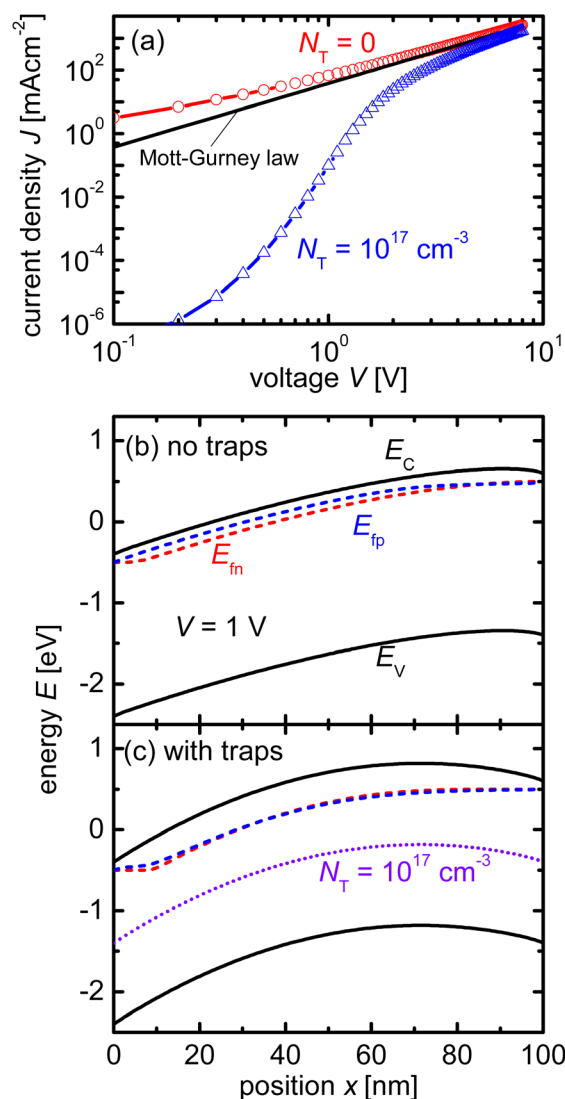 (a)
N_T = 0
Mott-Gurney law
N_T = 10^17 cm^-3
current density J [mAcm^-2]
10^2
10^0
10^-2
10^-4
10^-6
10^-1
10^0
10^1
voltage V [V]
(b) no traps
E_C
E_fp
E_fn
V = 1 V
E_V
1
0
-1
-2
energy E [eV]
(c) with traps
N_T = 10^17 cm^-3
1
0
-1
-2
0
20
40
60
80
100
position x [nm]